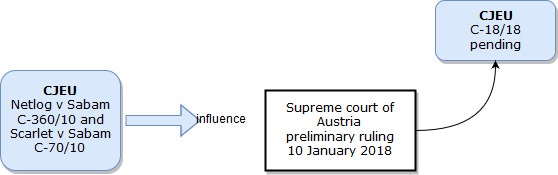 CJEU
Netlog v Sabam
C-360/10 and
Scarlet v Sabam
C-70/10
influence
Supreme court of
Austria
preliminary ruling
10 January 2018
CJEU
C-18/18
pending